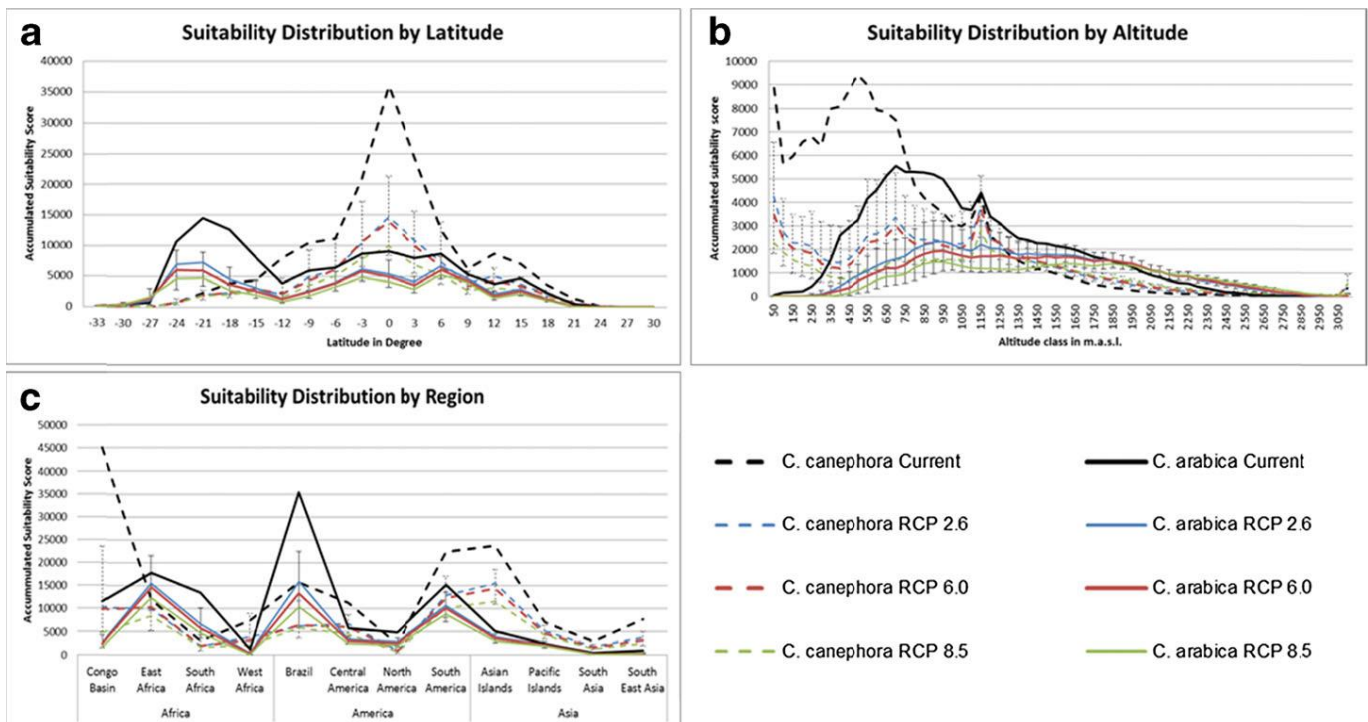 a
Suitability Distribution by Latitude
Accumulated Suitability Score
40000
35000
30000
25000
20000
15000
10000
5000
0
-33 -30 -27 -24 -21 -18 -15 -12 -9 -6 -3 0 3 6 9 12 15 18 21 24 27 30
Latitude in Degree
b
Suitability Distribution by Altitude
Accumulated suitability score
10000
9000
8000
7000
6000
5000
4000
3000
2000
1000
0
50 150 250 350 450 550 650 750 850 950 1050 1150 1250 1350 1450 1550 1650 1750 1850 1950 2050 2150 2250 2350 2450 2550 2650 2750 2850 2950 3050
Altitude class in m.a.s.l.
c
Suitability Distribution by Region
Accumulated Suitability Score
50000
45000
40000
35000
30000
25000
20000
15000
10000
5000
0
Congo East South West Brazil Central North South Asian Pacific South South
Basin Africa Africa Africa America America America Islands Islands Asia East Asia
Africa America Asia
C. canephora Current
C. arabica Current
C. canephora RCP 2.6
C. arabica RCP 2.6
C. canephora RCP 6.0
C. arabica RCP 6.0
C. canephora RCP 8.5
C. arabica RCP 8.5